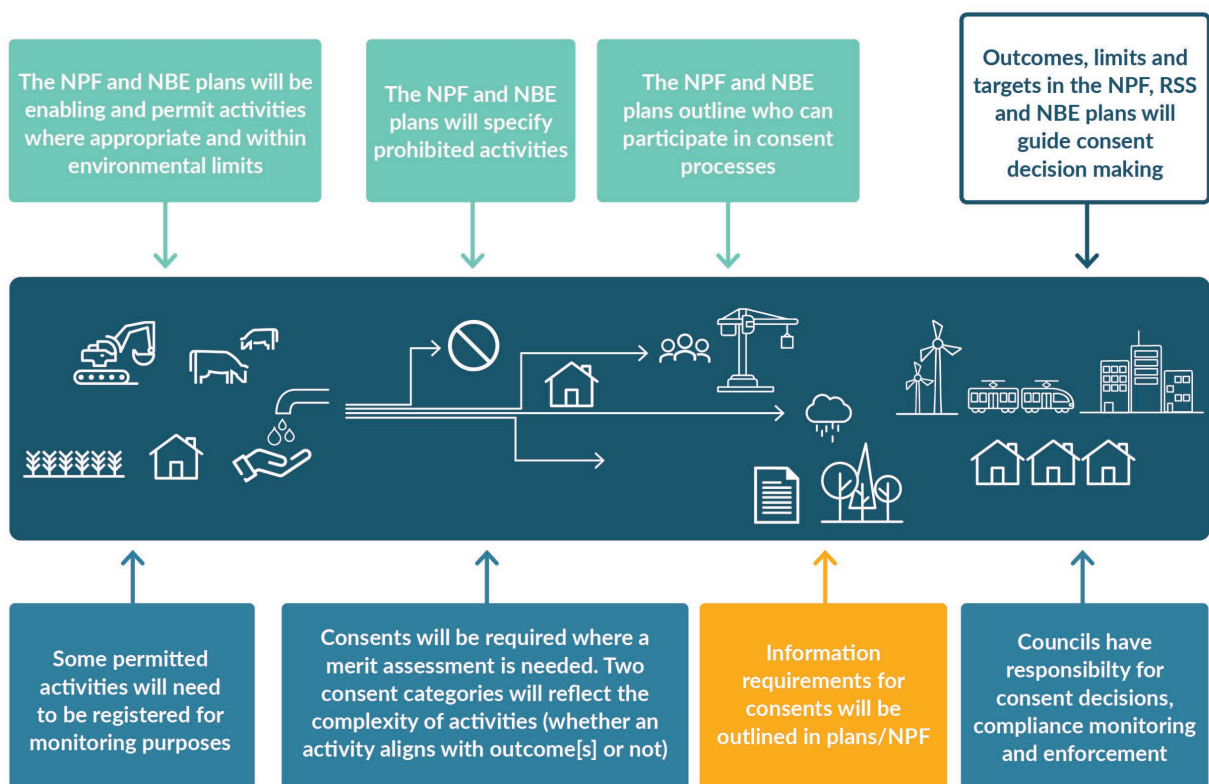 The NPF and NBE plans will be
enabling and permit activities
where appropriate and within
environmental limits
The NPF and NBE
plans will specify
prohibited activities
The NPF and NBE
plans outline who can
participate in consent
processes
Outcomes, limits and
targets in the NPF, RSS
and NBE plans will
guide consent
decision making
Some permitted
activities will need
to be registered for
monitoring purposes
Consents will be required where a
merit assessment is needed. Two
consent categories will reflect the
complexity of activities (whether an
activity aligns with outcome[s] or not)
Information
requirements for
consents will be
outlined in plans/NPF
Councils have
responsibilty for
consent decisions,
compliance monitoring
and enforcement